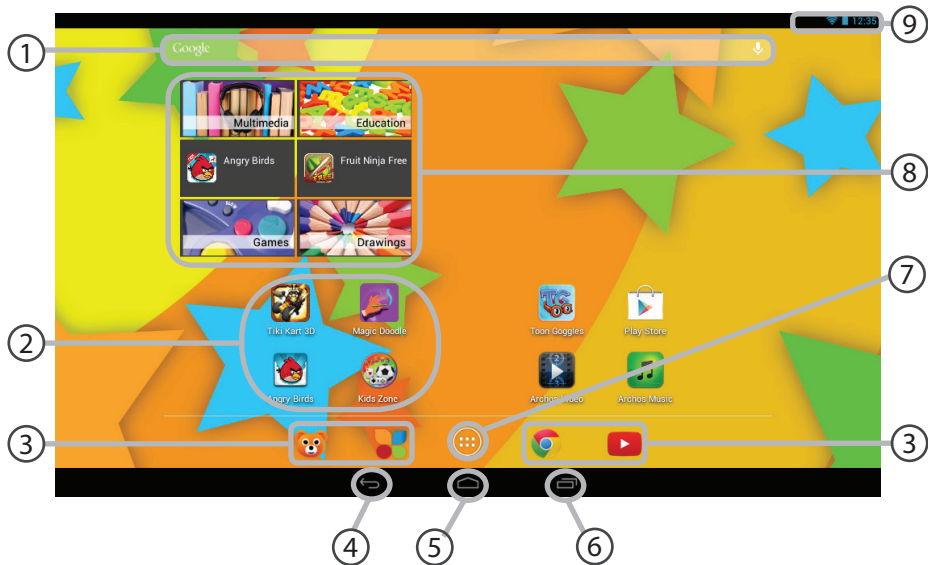 9
12:35
1
Google
Multimedia
Education
Angry Birds
Fruit Ninja Free
8
Games
Drawings
7
Tiki Kart 3D
Magic Doodle
Toon Goggles
Play Store
2
Angry Birds
Kids Zone
Archos Video
Archos Music
3
3
4
5
6